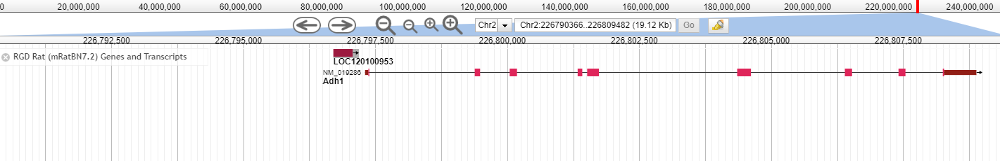 0 20,000,000 40,000,000 60,000,000 80,000,000 100,000,000 120,000,000 140,000,000 160,000,000 180,000,000 200,000,000 220,000,000 240,000,000
Chr2 Chr2:226790366..226809482 (19.12 Kb) Go
226,792,500 226,795,000 226,797,500 226,800,000 226,802,500 226,805,000 226,807,500
RGD Rat (mRatBN7.2) Genes and Transcripts
LOC120100953
NM_019286
Adh1